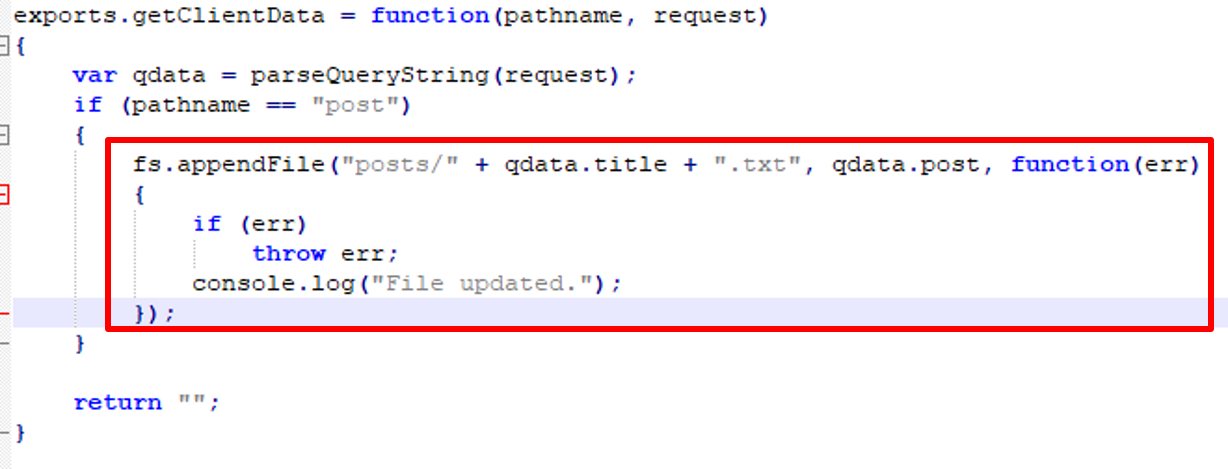 exports.getClientData = function(pathname, request)
{
    var qdata = parseQueryString(request);
    if (pathname == "post")
    {
        fs.appendFile("posts/" + qdata.title + ".txt", qdata.post, function(err)
        {
            if (err)
                throw err;
            console.log("File updated.");
        });
    }

    return "";
}